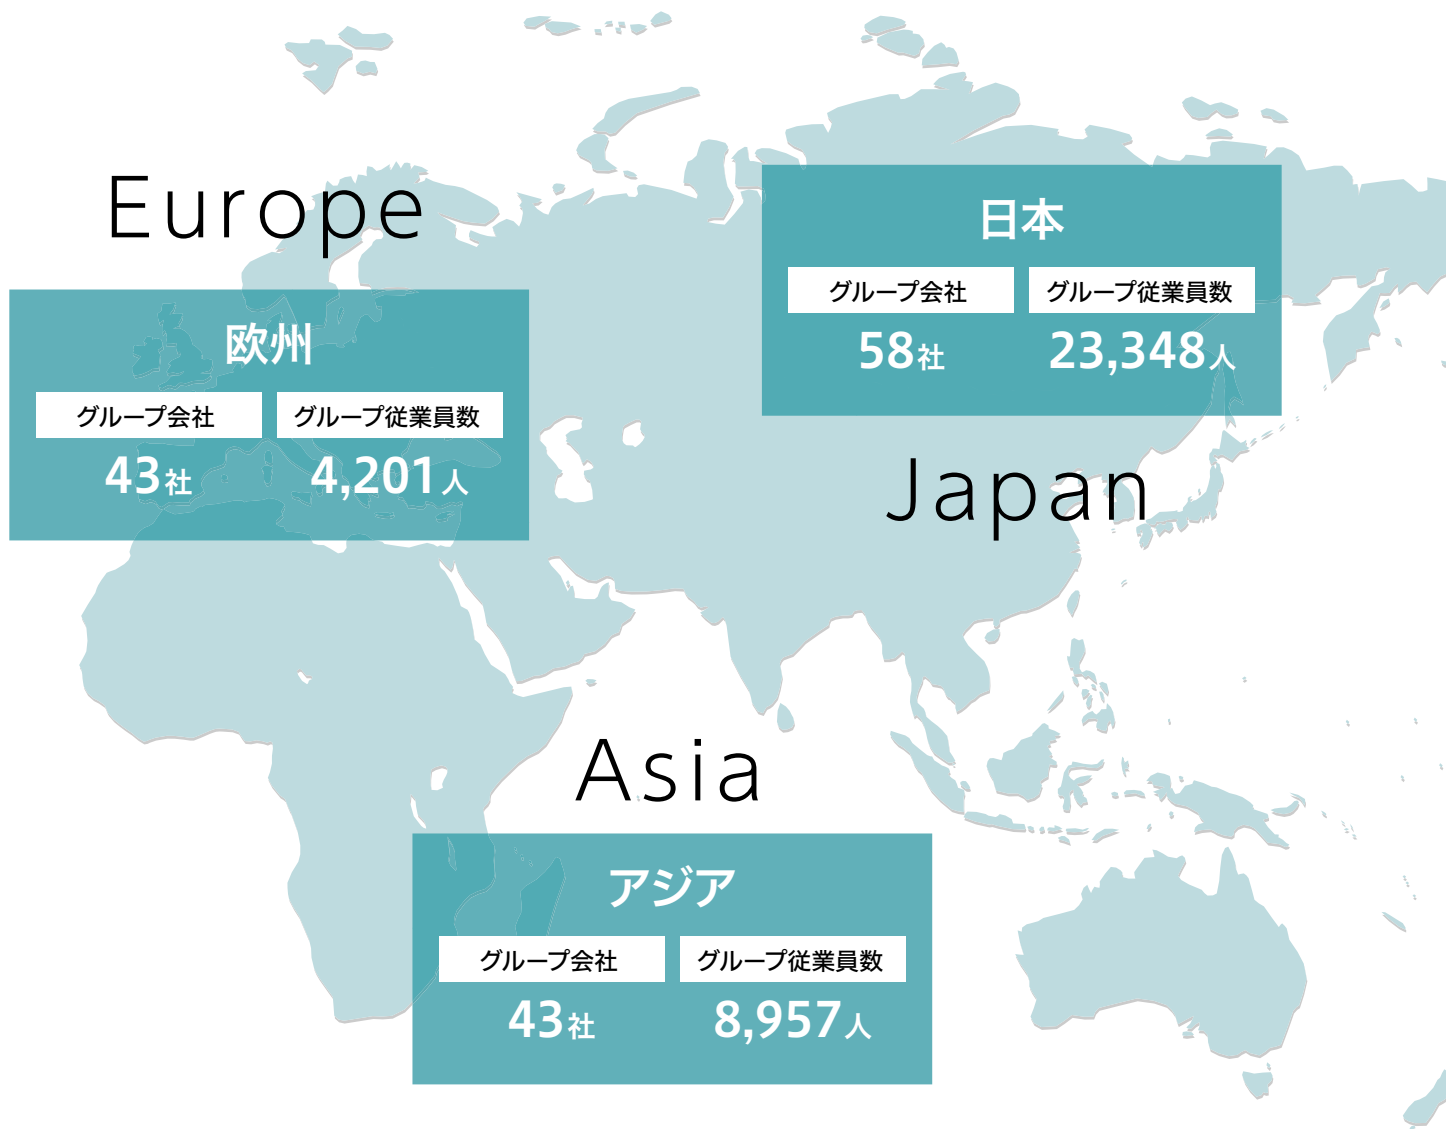 Europe
欧州
グループ会社 グループ従業員数
43社 4,201人
日本
グループ会社 グループ従業員数
58社 23,348人
Japan
Asia
アジア
グループ会社 グループ従業員数
43社 8,957人